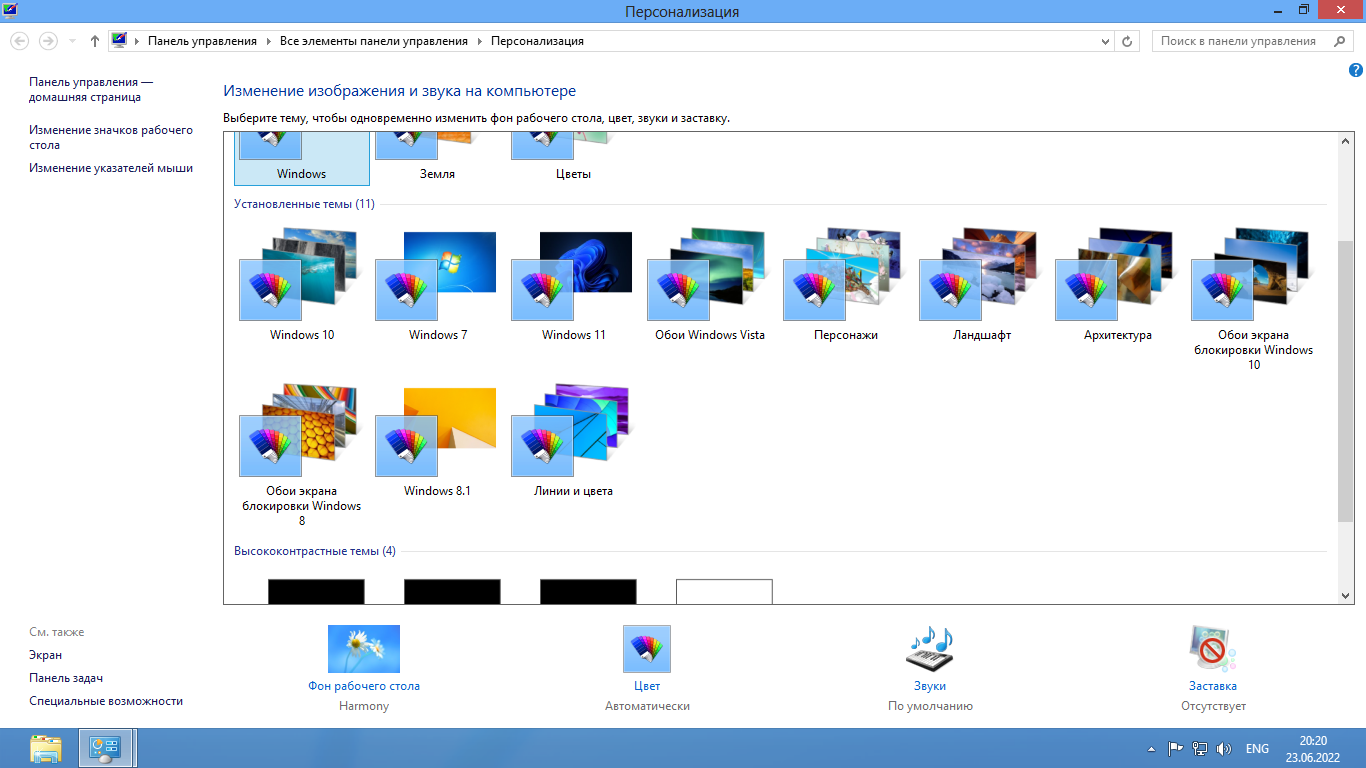 Персонализация
Панель управления
Все элементы панели управления
Персонализация
Поиск в панели управления
Панель управления —
домашняя страница
Изменение значков рабочего
стола
Изменение указателей мыши
Изменение изображения и звука на компьютере
Выберите тему, чтобы одновременно изменить фон рабочего стола, цвет, звуки и заставку.
Windows
Земля
Цветы
Установленные темы (11)
Windows 10
Windows 7
Windows 11
Обои Windows Vista
Персонажи
Ландшафт
Архитектура
Обои экрана
блокировки Windows
10
Обои экрана
блокировки Windows
8
Windows 8.1
Линии и цвета
Высококонтрастные темы (4)
См. также
Экран
Панель задач
Специальные возможности
Фон рабочего стола
Harmony
Цвет
Автоматически
Звуки
По умолчанию
Заставка
Отсутствует
ENG
20:20
23.06.2022